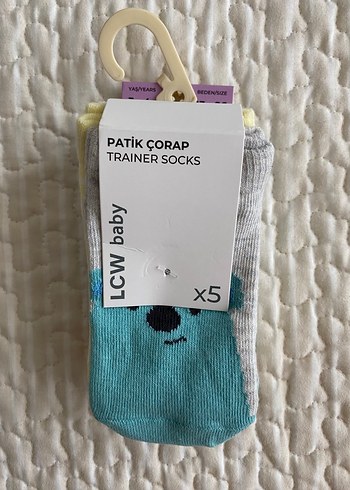 YAŞ/YEARS
BEDEN/SIZE
PATİK ÇORAP
TRAINER SOCKS
LCW baby
x5